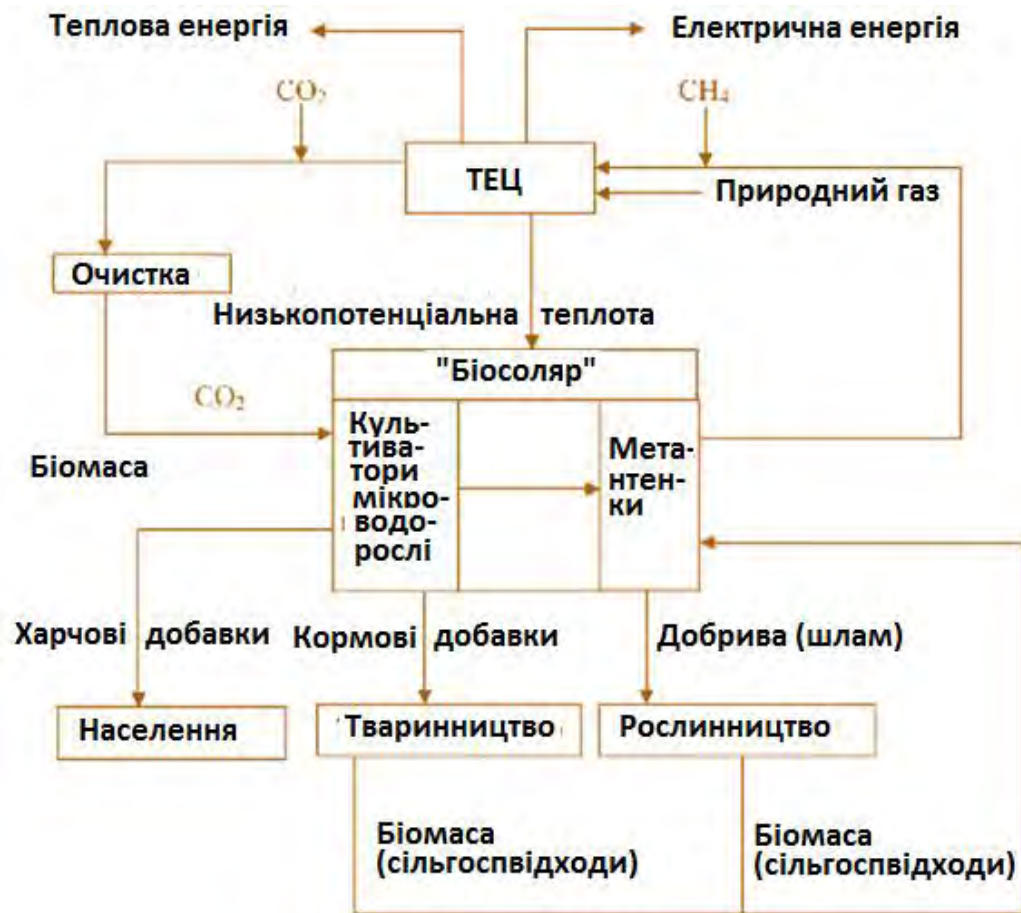 Теплова енергія
Електрична енергія
CO₂
CH₄
ТЕЦ
Природний газ
Очистка
Низькопотенціальна теплота
"Біосоляр"
CO₂
Куль-
тива-
тори
мікро-
водо-
рослі
Мета-
нтен-
ки
Біомаса
Харчові добавки
Кормові добавки
Добрива (шлам)
Населення
Тваринництво
Рослинництво
Біомаса
(сільгоспвідходи)
Біомаса
(сільгоспвідходи)